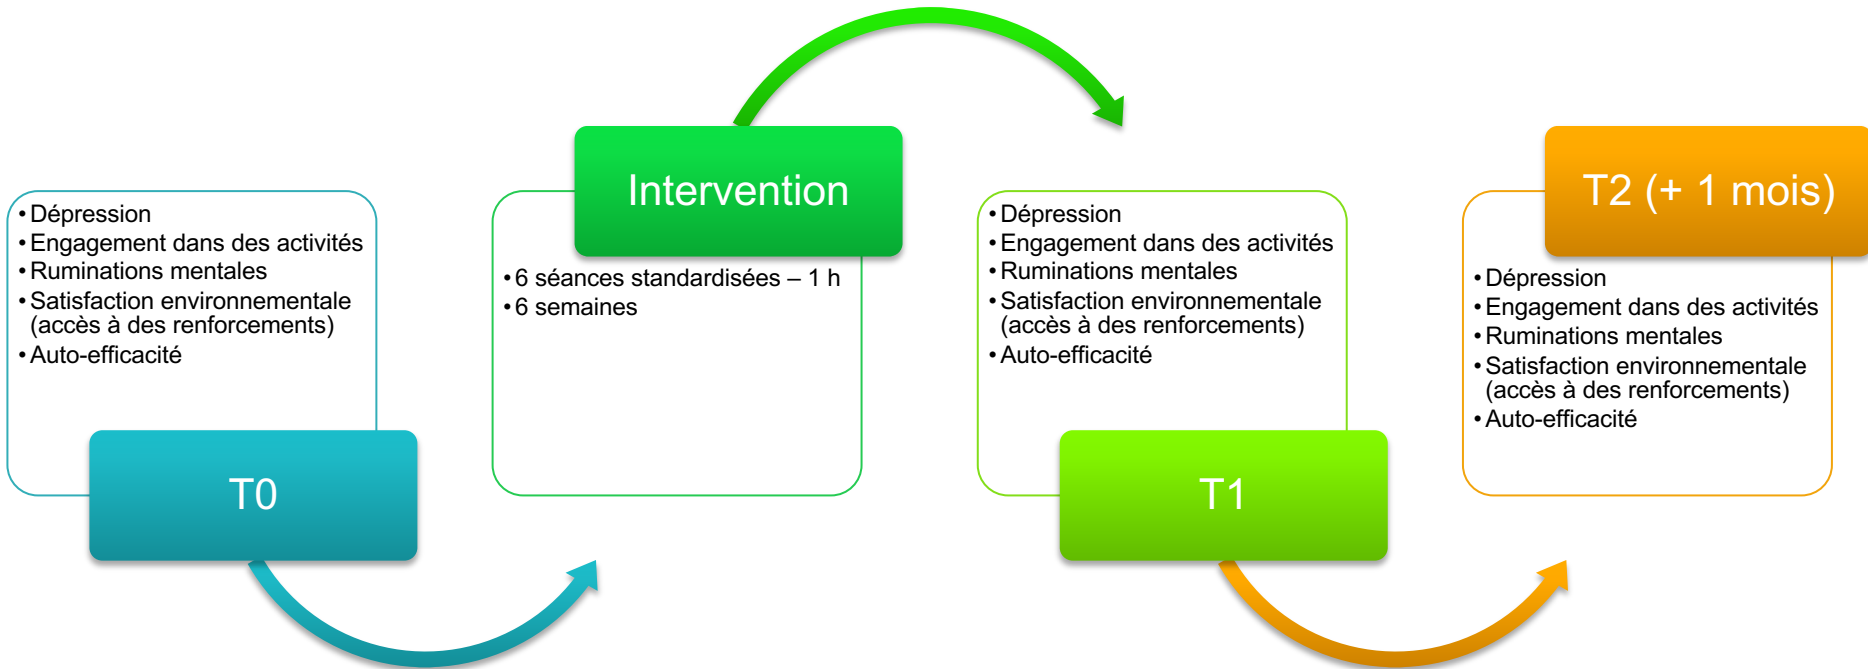 • Dépression
• Engagement dans des activités
• Ruminations mentales
• Satisfaction environnementale
(accès à des renforcements)
• Auto-efficacité
T0
Intervention
• 6 séances standardisées – 1 h
• 6 semaines
• Dépression
• Engagement dans des activités
• Ruminations mentales
• Satisfaction environnementale
(accès à des renforcements)
• Auto-efficacité
T1
T2 (+ 1 mois)
• Dépression
• Engagement dans des activités
• Ruminations mentales
• Satisfaction environnementale
(accès à des renforcements)
• Auto-efficacité